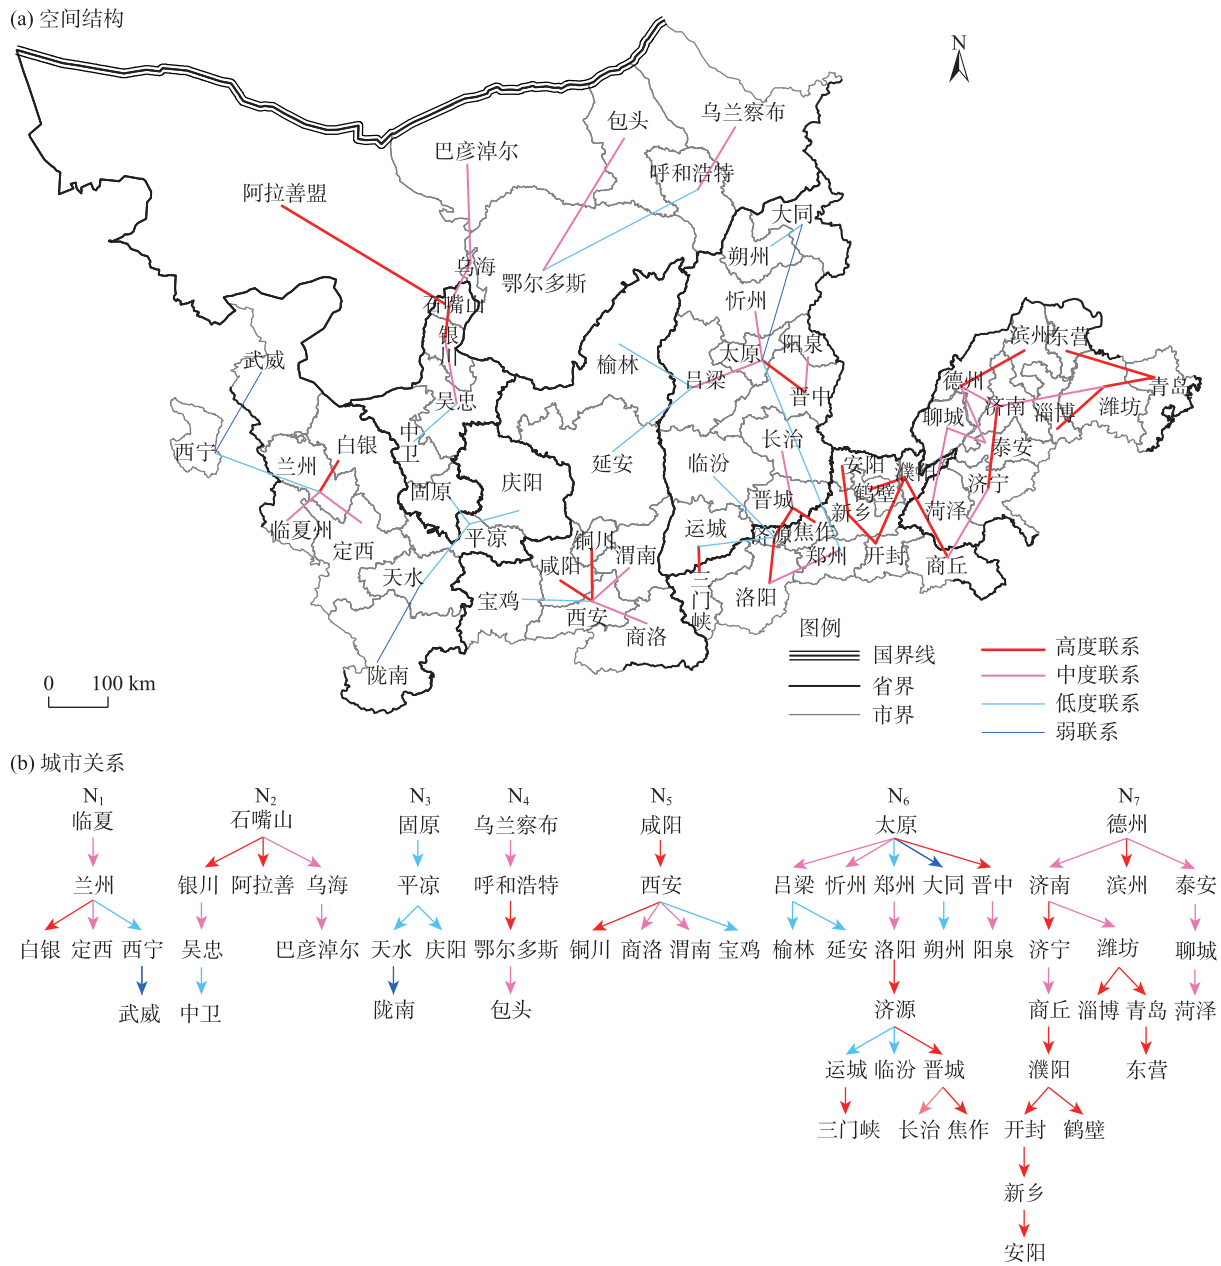 (a) 空间结构
N
乌兰察布
包头
巴彦淖尔
呼和浩特
阿拉善盟
大同
朔州
乌海
鄂尔多斯
石嘴山
忻州
银川
滨州
东营
武威
榆林
太原
阳泉
吕梁
德州
青岛
晋中
吴忠
聊城
济南
淄博
潍坊
中卫
长治
泰安
西宁
兰州
白银
延安
临汾
安阳
濮阳
庆阳
固原
鹤壁
济宁
晋城
新乡
菏泽
临夏州
运城
济源
焦作
平凉
铜川
定西
咸阳
渭南
郑州
开封
商丘
天水
三门峡
洛阳
宝鸡
西安
商洛
陇南
图例
国界线
省界
市界
高度联系
中度联系
低度联系
弱联系
0 100 km
(b) 城市关系
N1 N2 N3 N4 N5 N6 N7
临夏 石嘴山 固原 乌兰察布 咸阳 太原 德州
兰州 银川 阿拉善 乌海 平凉 呼和浩特 西安 吕梁 忻州 郑州 大同 晋中 济南 滨州 泰安
白银 定西 西宁 吴忠 巴彦淖尔 天水 庆阳 鄂尔多斯 铜川 商洛 渭南 宝鸡 榆林 延安 洛阳 朔州 阳泉 济宁 潍坊 聊城
武威 中卫 陇南 包头 济源 商丘 淄博 青岛 菏泽
运城 临汾 晋城 濮阳 东营
三门峡 长治 焦作 开封 鹤壁
新乡
安阳